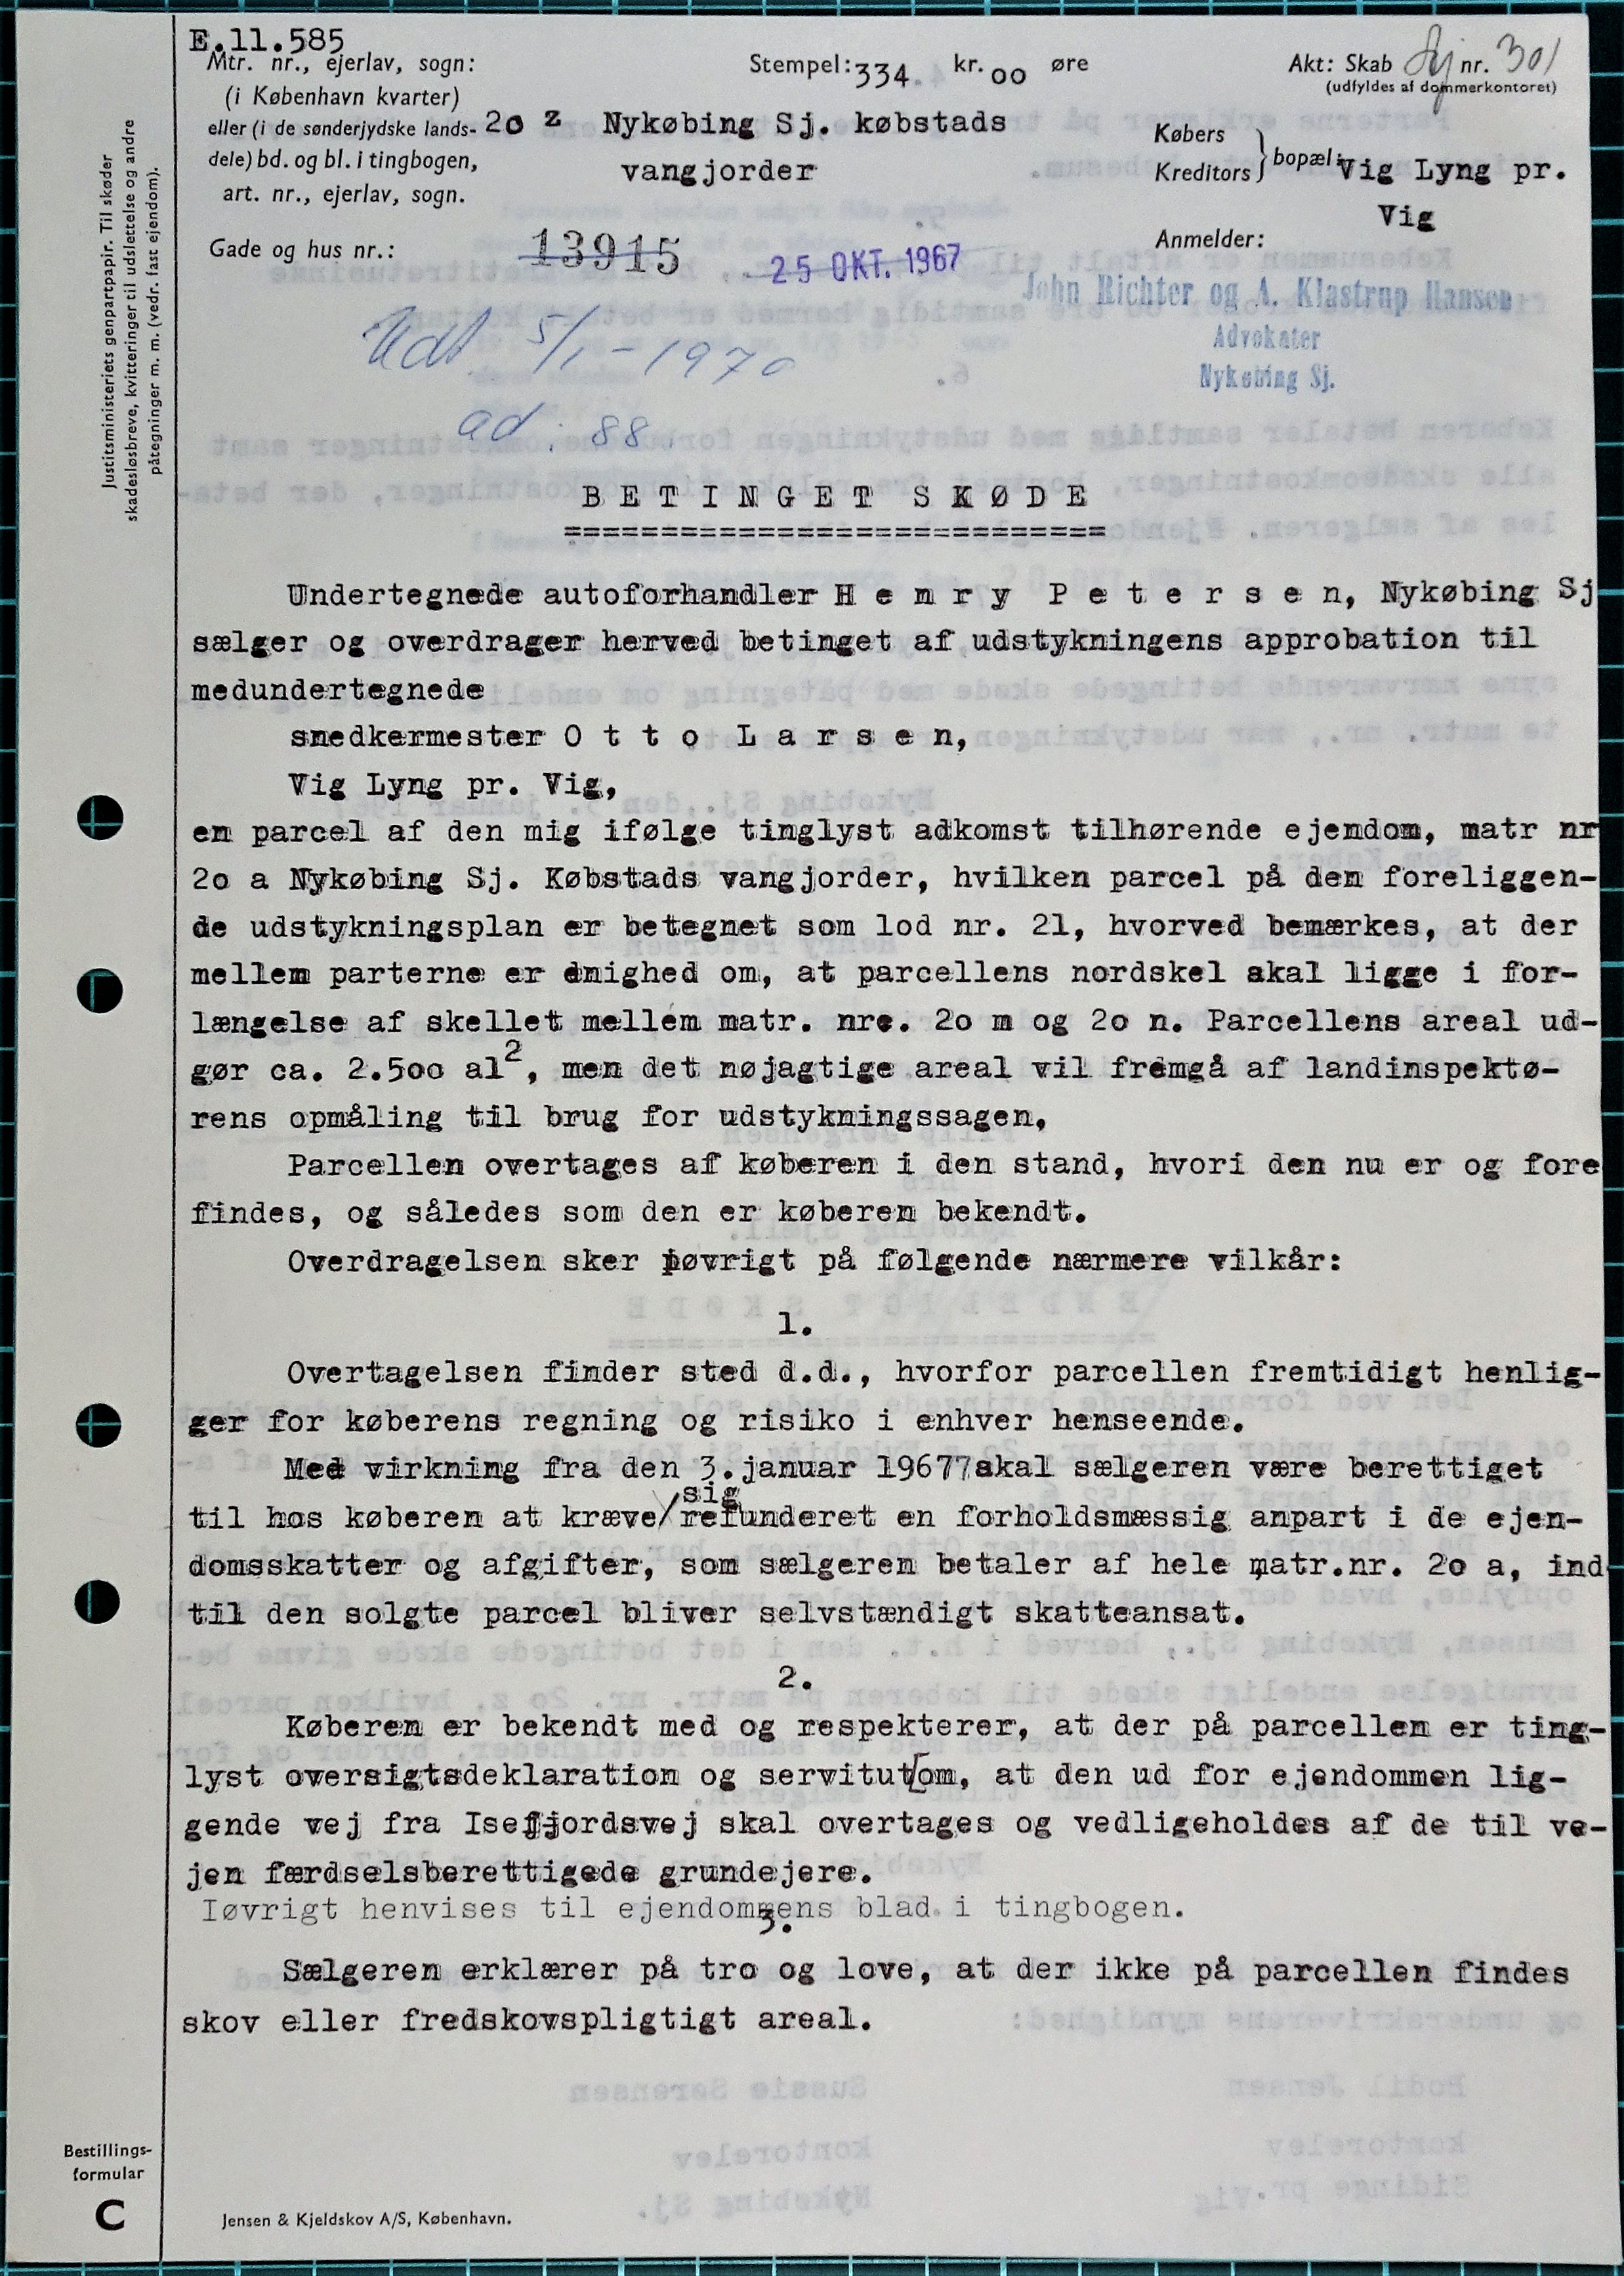 E.11.585
Mtr. nr., ejerlav, sogn:
(i København kvarter)
eller (i de sønderjydske lands-
dele) bd. og bl. i tingbogen,
art. nr., ejerlav, sogn.
Gade og hus nr.:
Stempel: 334. kr. 00 øre
Akt: Skab Sj nr. 301
(udfyldes af dommerkontoret)
2o z Nykøbing Sj. købstads
vangjorder
Købers
Kreditors } bopæl: Vig Lyng pr.
Vig
Anmelder:
13915
25 OKT. 1967
John Richter og A. Klastrup Hansen
Advokater
Nykøbing Sj.
Udt 5/1-1970
ad. 88
Justitsministeriets genpartpapir. Til skøder
skadesløsbreve, kvitteringer til udslettelse og andre
påtegninger m. m. (vedr. fast ejendom).
BETINGET SKØDE
===========================
Undertegnede autoforhandler Henry Petersen, Nykøbing Sj
sælger og overdrager herved betinget af udstykningens approbation til
medundertegnede
snedkermester Otto Larsen,
Vig Lyng pr. Vig,
en parcel af den mig ifølge tinglyst adkomst tilhørende ejendom, matr nr
2o a Nykøbing Sj. Købstads vangjorder, hvilken parcel på den foreliggen-
de udstykningsplan er betegnet som lod nr. 21, hvorved bemærkes, at der
mellem parterne er énighed om, at parcellens nordskel skal ligge i for-
længelse af skellet mellem matr. nre. 2o m og 2o n. Parcellens areal ud-
gør ca. 2.5oo al², men det nøjagtige areal vil fremgå af landinspektø-
rens opmåling til brug for udstykningssagen.
Parcellen overtages af køberen i den stand, hvori den nu er og fore
findes, og således som den er køberen bekendt.
Overdragelsen sker iøvrigt på følgende nærmere vilkår:
1.
Overtagelsen finder sted d.d., hvorfor parcellen fremtidigt henlig-
ger for køberens regning og risiko i enhver henseende.
Med virkning fra den 3.januar 19677skal sælgeren være berettiget
til hos køberen at kræve/sig refunderet en forholdsmæssig anpart i de ejen-
domsskatter og afgifter, som sælgeren betaler af hele matr.nr. 2o a, ind
til den solgte parcel bliver selvstændigt skatteansat.
2.
Køberen er bekendt med og respekterer, at der på parcellen er ting-
lyst oversigtsdeklaration og servitut om, at den ud for ejendommen lig-
gende vej fra Isefjordsvej skal overtages og vedligeholdes af de til ve-
jen færdselsberettigede grundejere.
Iøvrigt henvises til ejendommens blad i tingbogen.
3.
Sælgeren erklærer på tro og love, at der ikke på parcellen findes
skov eller fredskovspligtigt areal.
Bestillings-
formular
C
Jensen & Kjeldskov A/S, København.